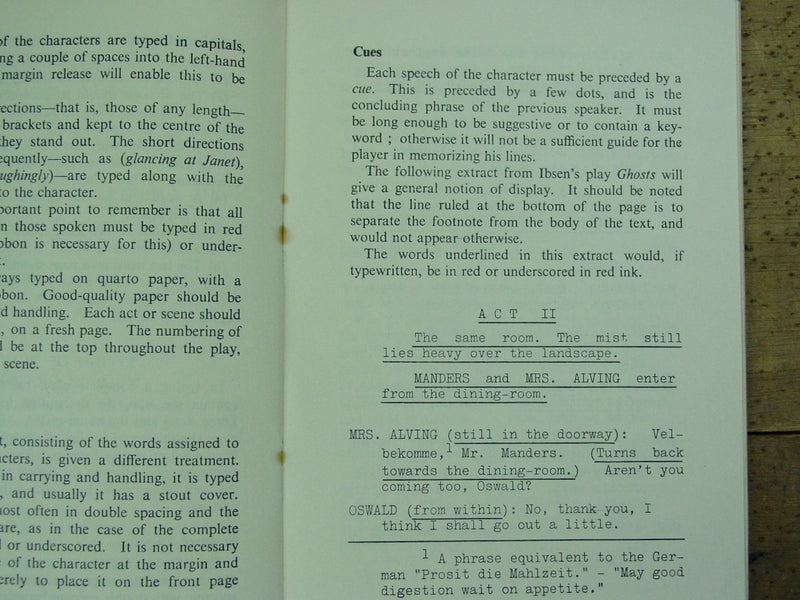 of the characters are typed in capitals,
ng a couple of spaces into the left-hand
margin release will enable this to be
ections—that is, those of any length—
brackets and kept to the centre of the
they stand out. The short directions
equently—such as (glancing at Janet),
ughingly)—are typed along with the
to the character.
portant point to remember is that all
n those spoken must be typed in red
bbon is necessary for this) or under-
ays typed on quarto paper, with a
bon. Good-quality paper should be
d handling. Each act or scene should
, on a fresh page. The numbering of
l be at the top throughout the play,
scene.
t, consisting of the words assigned to
acters, is given a different treatment.
in carrying and handling, it is typed
, and usually it has a stout cover.
most often in double spacing and the
are, as in the case of the complete
l or underscored. It is not necessary
of the character at the margin and
erely to place it on the front page
Cues
Each speech of the character must be preceded by a
cue. This is preceded by a few dots, and is the
concluding phrase of the previous speaker. It must
be long enough to be suggestive or to contain a key-
word ; otherwise it will not be a sufficient guide for the
player in memorizing his lines.
The following extract from Ibsen's play Ghosts will
give a general notion of display. It should be noted
that the line ruled at the bottom of the page is to
separate the footnote from the body of the text, and
would not appear otherwise.
The words underlined in this extract would, if
typewritten, be in red or underscored in red ink.
A C T II
The same room. The mist still
lies heavy over the landscape.
MANDERS and MRS. ALVING enter
from the dining-room.
MRS. ALVING (still in the doorway): Vel-
bekomme,1 Mr. Manders. (Turns back
towards the dining-room.) Aren't you
coming too, Oswald?
OSWALD (from within): No, thank you, I
think I shall go out a little.
1 A phrase equivalent to the Ger-
man "Prosit die Mahlzeit." - "May good
digestion wait on appetite."